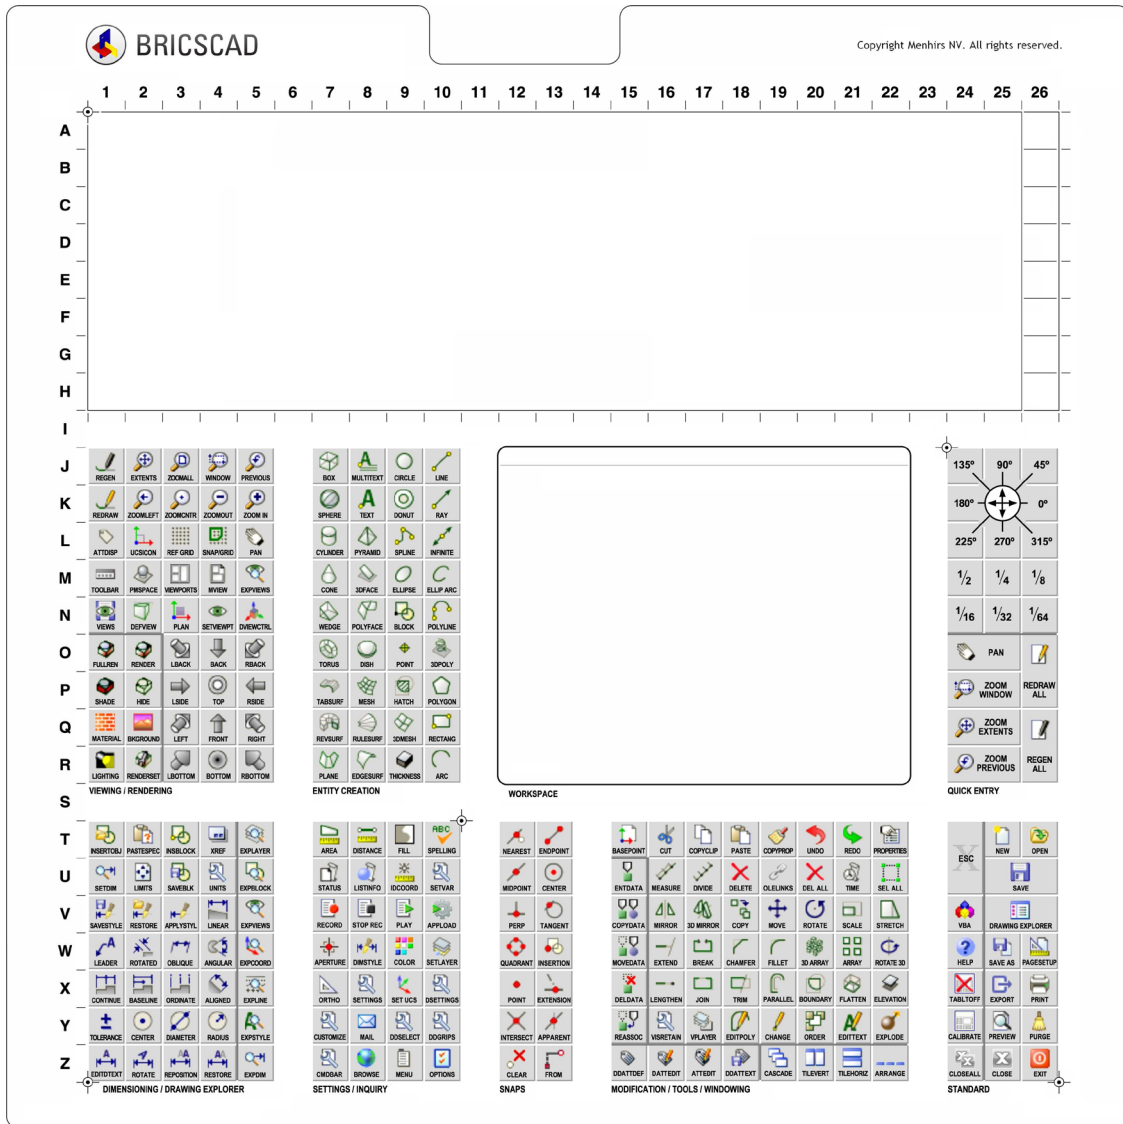 BRICSCAD
Copyright Menhirs NV. All rights reserved.
1 2 3 4 5 6 7 8 9 10 11 12 13 14 15 16 17 18 19 20 21 22 23 24 25 26
A
B
C
D
E
F
G
H
I
J
REGEN EXTENTS ZOOMALL WINDOW PREVIOUS BOX MULTITEXT CIRCLE LINE 135° 90° 45°
K
REDRAW ZOOMLEFT ZOOMCNTR ZOOMOUT ZOOM IN SPHERE TEXT DONUT RAY 180° 0°
L
ATTDISP UCSICON REF GRID SNAP/GRID PAN CYLINDER PYRAMID SPLINE INFINITE 225° 270° 315°
M
TOOLBAR PMSPACE VIEWPORTS MVIEW EXPVIEWS CONE 3DFACE ELLIPSE ELLIP ARC 1/2 1/4 1/8
N
VIEWS DEFVIEW PLAN SETVIEWPT DVIEWCTRL WEDGE POLYFACE BLOCK POLYLINE 1/16 1/32 1/64
O
FULLREN RENDER LBACK BACK RBACK TORUS DISH POINT 3DPOLY PAN
P
SHADE HIDE LSIDE TOP RSIDE TABSURF MESH HATCH POLYGON ZOOM WINDOW REDRAW ALL
Q
MATERIAL BKGROUND LEFT FRONT RIGHT REVSURF RULESURF 3DMESH RECTANG ZOOM EXTENTS
R
LIGHTING RENDERSET LBOTTOM BOTTOM RBOTTOM PLANE EDGESURF THICKNESS ARC ZOOM PREVIOUS REGEN ALL
VIEWING / RENDERING ENTITY CREATION WORKSPACE QUICK ENTRY
S
T
INSERTOBJ PASTESPEC INSBLOCK XREF EXPLAYER AREA DISTANCE FILL ABC SPELLING NEAREST ENDPOINT BASEPOINT CUT COPYCLIP PASTE COPYPROP UNDO REDO PROPERTIES X ESC NEW OPEN
U
SETDIM LIMITS SAVEBLK UNITS EXPBLOCK STATUS LISTINFO IDCOORD SETVAR MIDPOINT CENTER ENTDATA MEASURE DIVIDE DELETE OLELINKS DEL ALL TIME SEL ALL SAVE
V
SAVESTYLE RESTORE APPLYSTYL LINEAR EXPVIEWS RECORD STOP REC PLAY APPLOAD PERP TANGENT COPYDATA MIRROR 3D MIRROR COPY MOVE ROTATE SCALE STRETCH VBA DRAWING EXPLORER
W
LEADER ROTATED OBLIQUE ANGULAR EXPCOORD APERTURE DIMSTYLE COLOR SETLAYER QUADRANT INSERTION MOVEDATA EXTEND BREAK CHAMFER FILLET 3D ARRAY ARRAY ROTATE 3D HELP SAVE AS PAGESETUP
X
CONTINUE BASELINE ORDINATE ALIGNED EXPLINE ORTHO SETTINGS SET UCS DSETTINGS POINT EXTENSION DELDATA LENGTHEN JOIN TRIM PARALLEL BOUNDARY FLATTEN ELEVATION TABLTOFF EXPORT PRINT
Y
TOLERANCE CENTER DIAMETER RADIUS EXPSTYLE CUSTOMIZE MAIL DDSELECT DDGRIPS INTERSECT APPARENT REASSOC VISRETAIN VPLAYER EDITPOLY CHANGE ORDER EDITTEXT EXPLODE CALIBRATE PREVIEW PURGE
Z
EDITDTEXT ROTATE REPOSITION RESTORE EXPDIM CMDBAR BROWSE MENU OPTIONS CLEAR FROM DDATTDEF DATTEDIT ATTEDIT DDATTEXT CASCADE TILEVERT TILEHORIZ ARRANGE CLOSEALL CLOSE EXIT
DIMENSIONING / DRAWING EXPLORER SETTINGS / INQUIRY SNAPS MODIFICATION / TOOLS / WINDOWING STANDARD